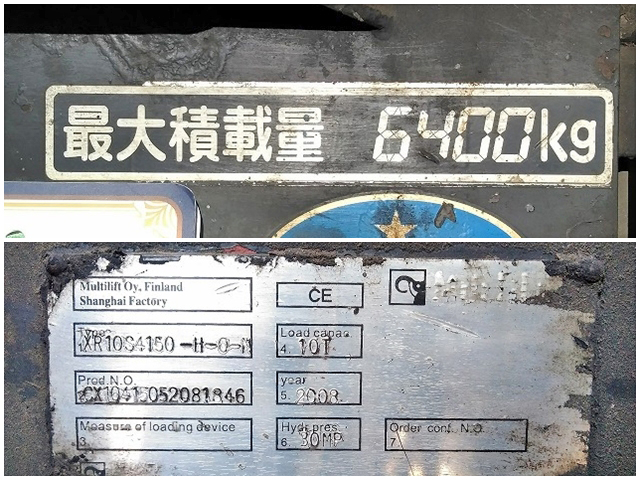 最大積載量 6400kg
Multilift Oy. Finland
Shanghai Factory
CE
Type
XR10S4150-H-0-
Load capac.
4. 10T
Prod.N.O.
CX10415052081846
year
5. 2008.
Measure of loading device
3.
Hydr.pres.
6. 30MP
Order conf. N.O.
7.